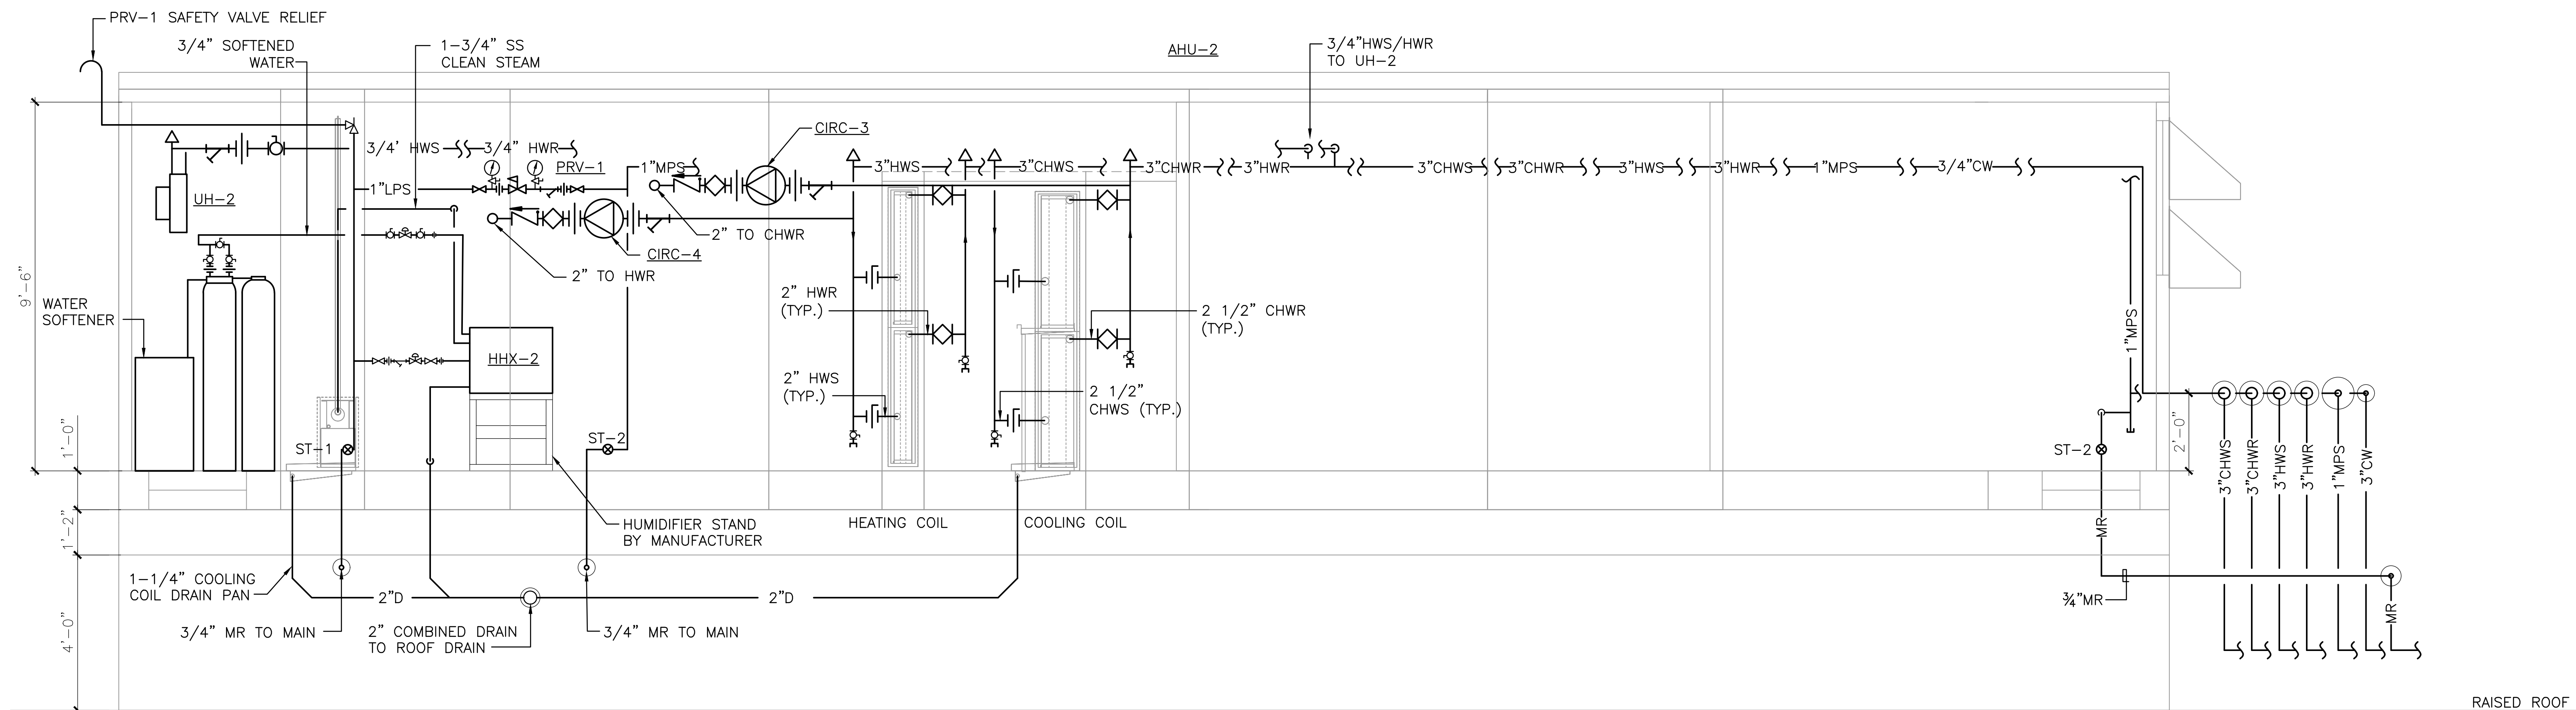 PRV-1 SAFETY VALVE RELIEF
3/4" SOFTENED
WATER
1-3/4" SS
CLEAN STEAM
AHU-2
3/4"HWS/HWR
TO UH-2
CIRC-3
3/4' HWS
3/4" HWR
PRV-1
1"MPS
3"HWS
3"CHWS
3"CHWR
3"HWR
3"CHWS
3"CHWR
3"HWS
3"HWR
1"MPS
3/4"CW
1"LPS
UH-2
2" TO CHWR
CIRC-4
2" TO HWR
9'-6"
WATER
SOFTENER
2" HWR
(TYP.)
2 1/2" CHWR
(TYP.)
1"MPS
HHX-2
2" HWS
(TYP.)
2 1/2"
CHWS (TYP.)
ST-1
ST-2
ST-2
1'-0"
2'-0"
3"CHWS
3"CHWR
3"HWS
3"HWR
1"MPS
3"CW
1'-2"
HUMIDIFIER STAND
BY MANUFACTURER
HEATING COIL
COOLING COIL
MR
1-1/4" COOLING
COIL DRAIN PAN
2"D
2"D
¾"MR
MR
4'-0"
3/4" MR TO MAIN
2" COMBINED DRAIN
TO ROOF DRAIN
3/4" MR TO MAIN
RAISED ROOF